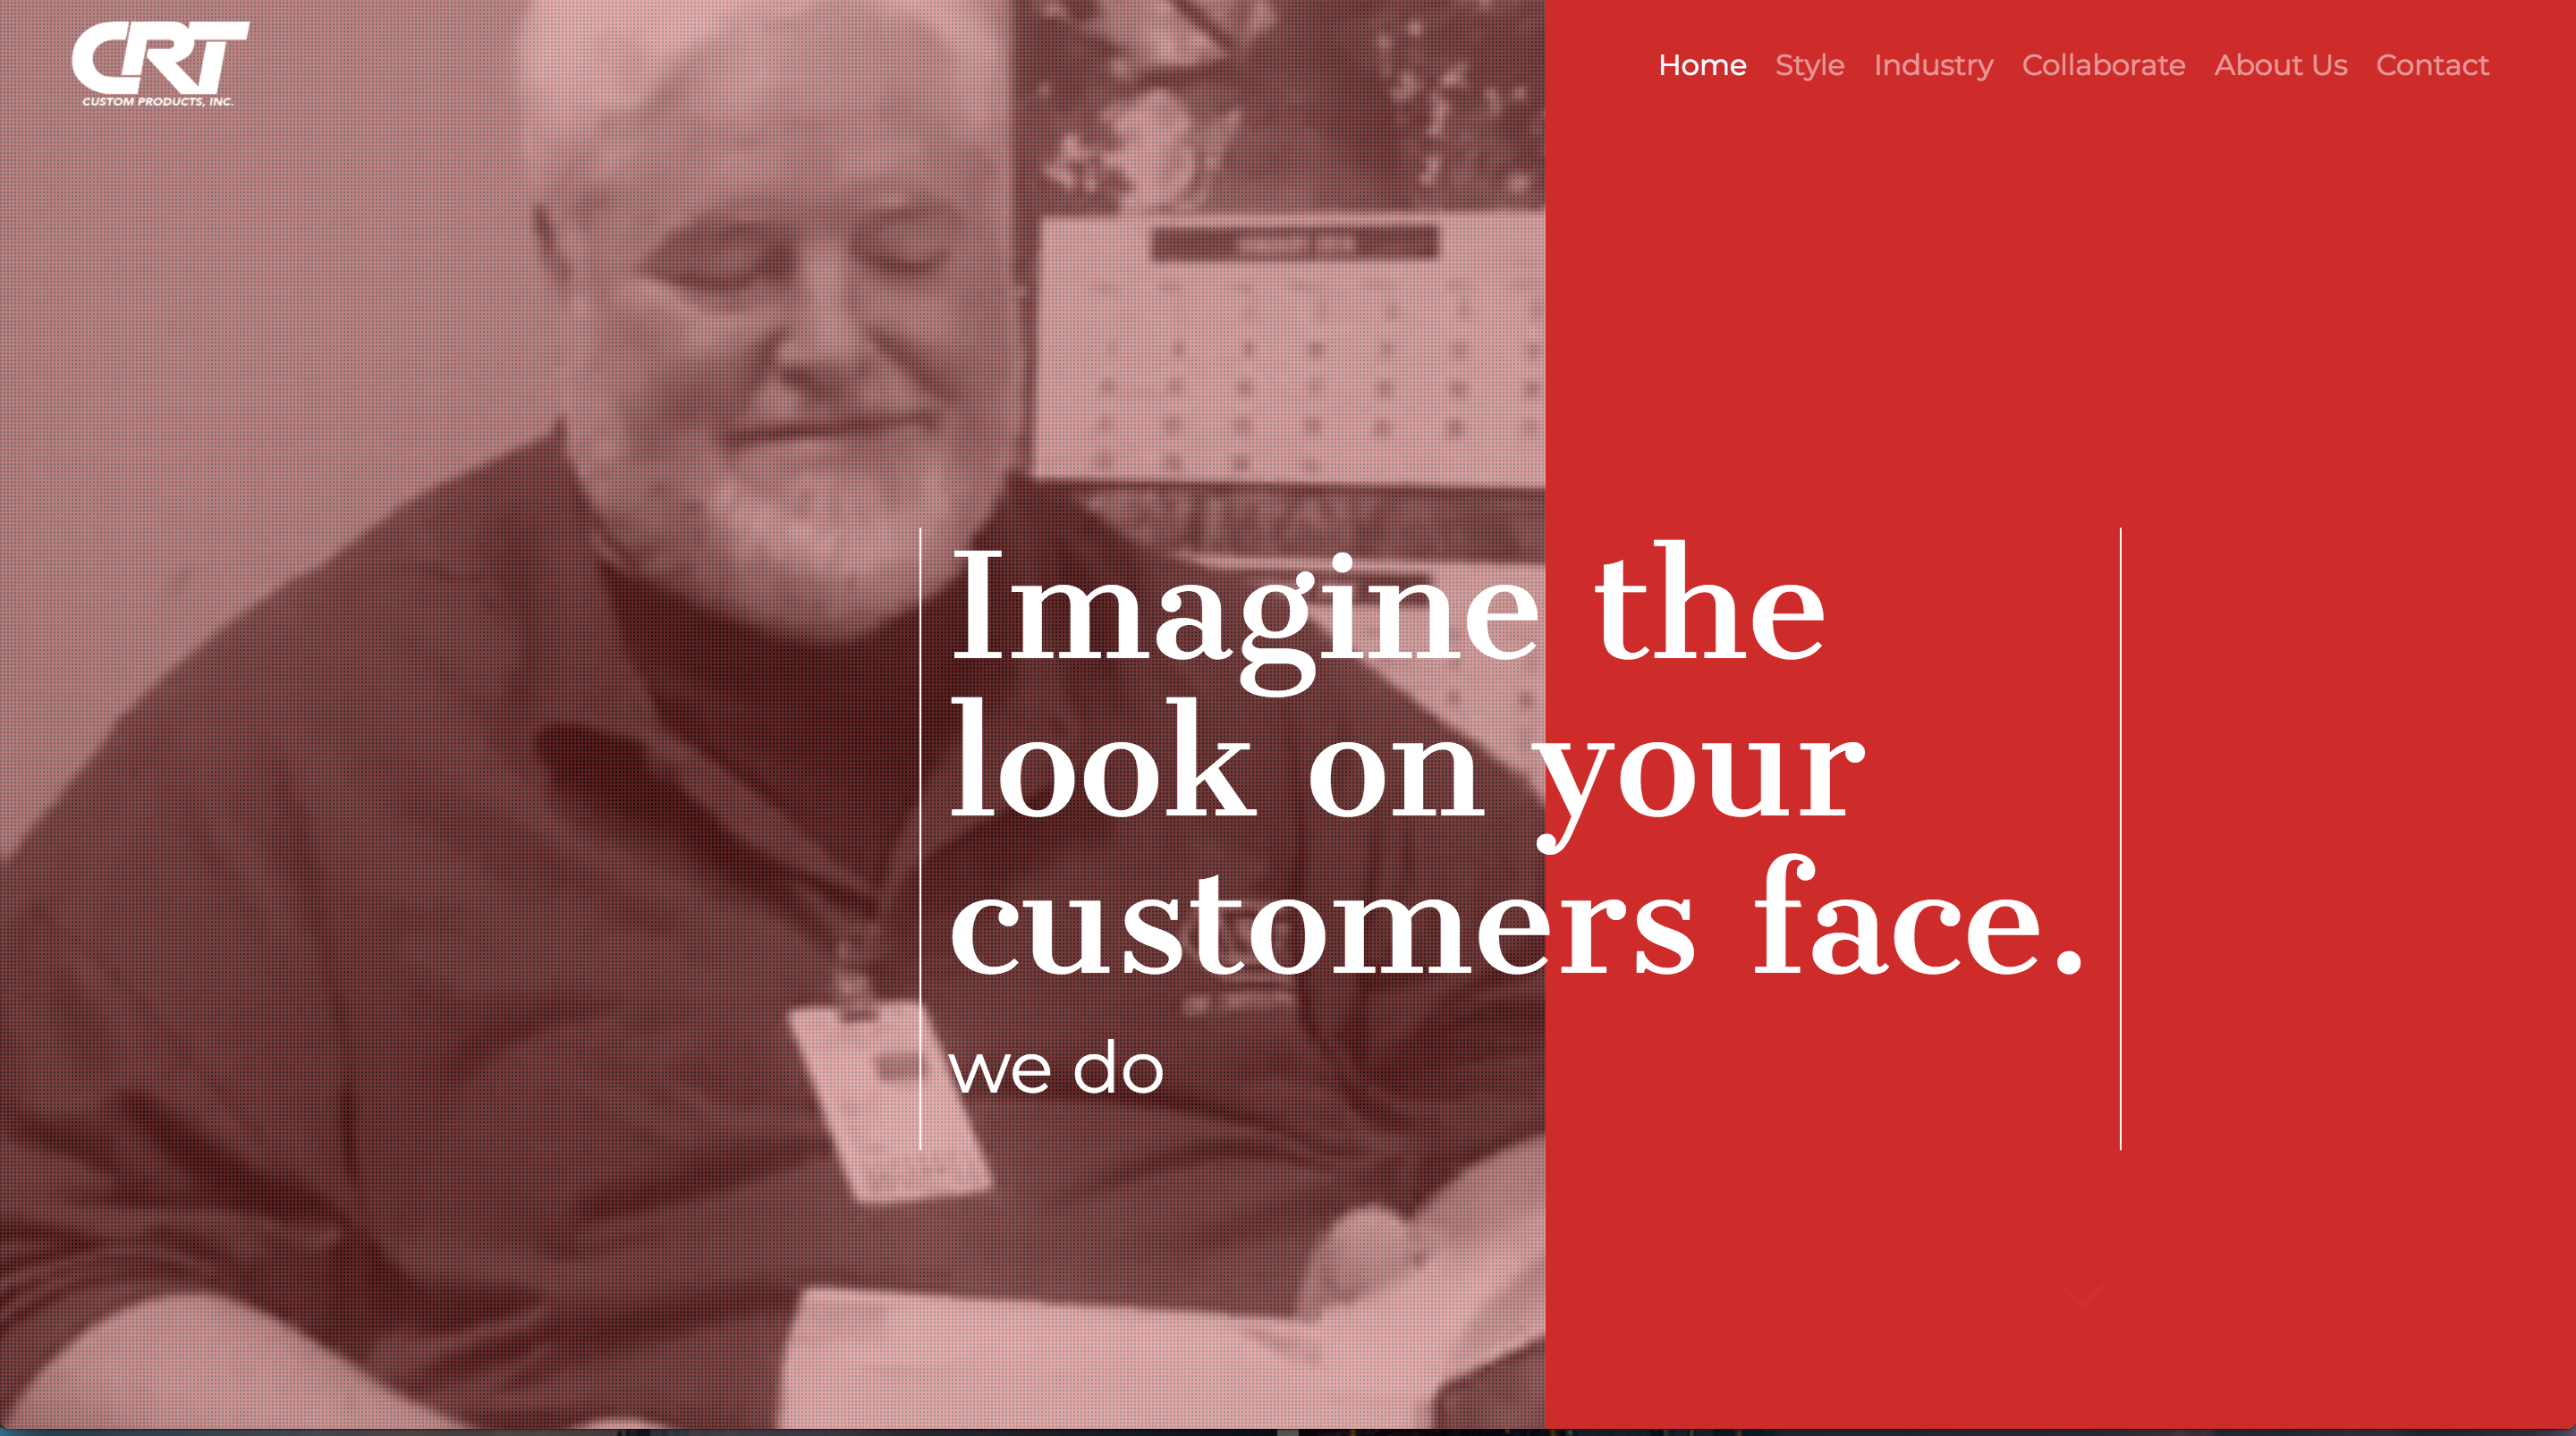 CRT
CUSTOM PRODUCTS, INC.
Home Style Industry Collaborate About Us Contact
Imagine the
look on your
customers face.
we do